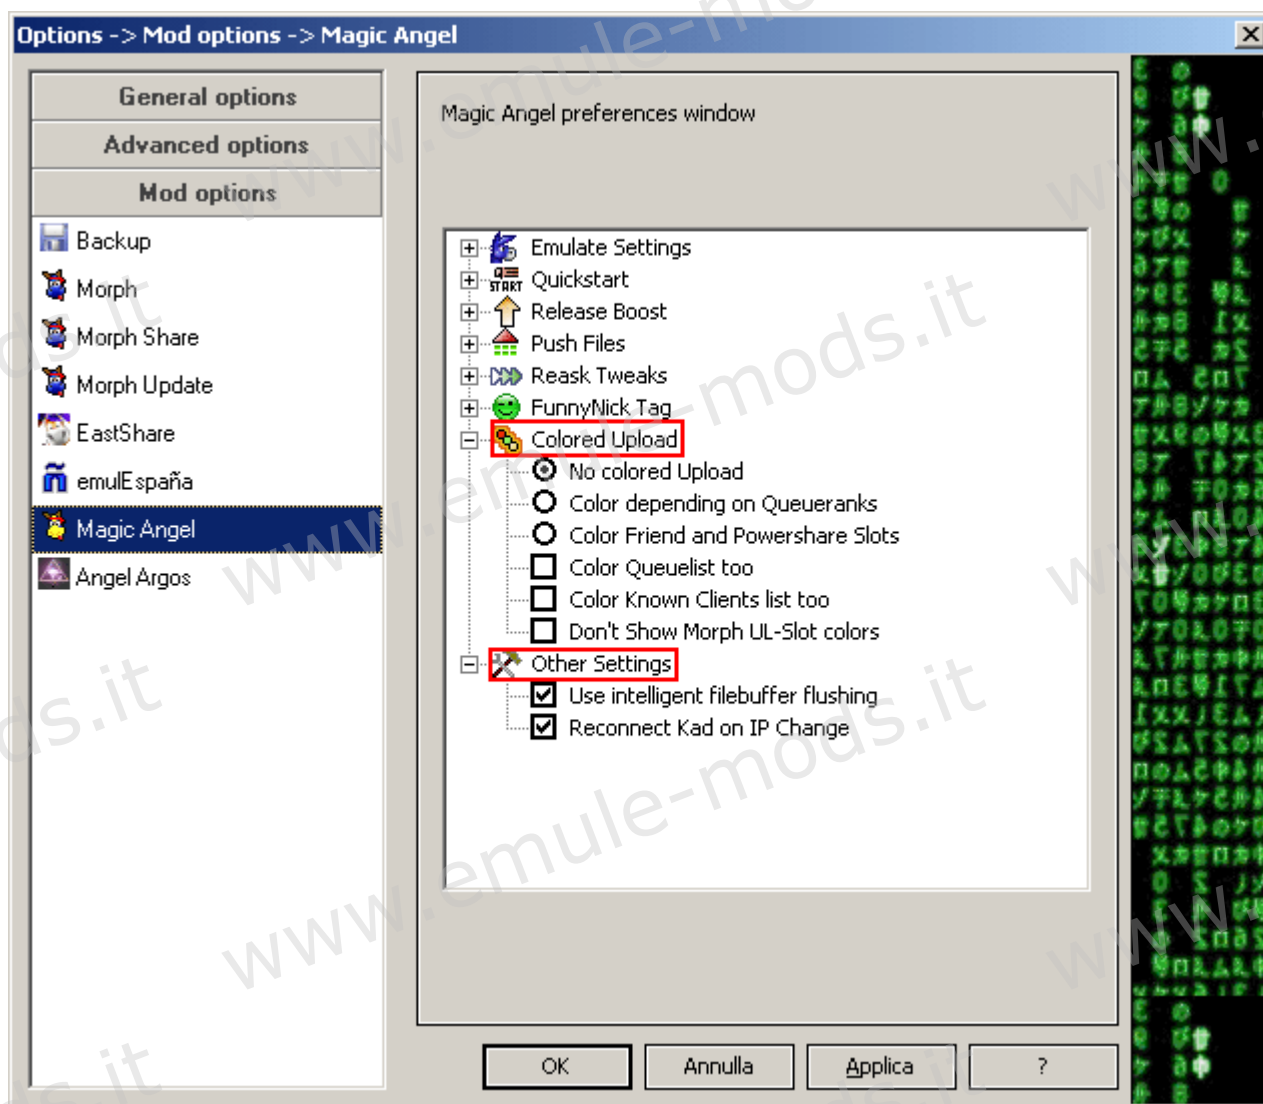 Options -> Mod options -> Magic Angel
General options
Advanced options
Mod options
Backup
Morph
Morph Share
Morph Update
EastShare
emulEspaña
Magic Angel
Angel Argos
Magic Angel preferences window
Emulate Settings
START Quickstart
Release Boost
Push Files
Reask Tweaks
FunnyNick Tag
Colored Upload
No colored Upload
Color depending on Queueranks
Color Friend and Powershare Slots
Color Queuelist too
Color Known Clients list too
Don't Show Morph UL-Slot colors
Other Settings
Use intelligent filebuffer flushing
Reconnect Kad on IP Change
OK
Annulla
Applica
?
www.emule-mods.it